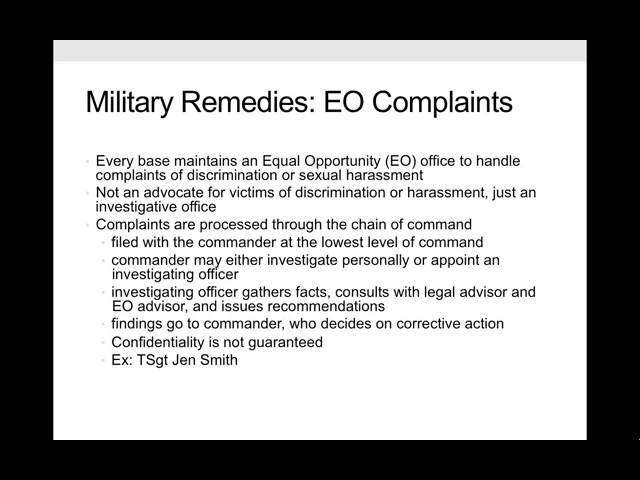 Military Remedies: EO Complaints
Every base maintains an Equal Opportunity (EO) office to handle
complaints of discrimination or sexual harassment
Not an advocate for victims of discrimination or harassment, just an
investigative office
Complaints are processed through the chain of command
filed with the commander at the lowest level of command
commander may either investigate personally or appoint an
investigating officer
investigating officer gathers facts, consults with legal advisor and
EO advisor, and issues recommendations
findings go to commander, who decides on corrective action
Confidentiality is not guaranteed
Ex: TSgt Jen Smith